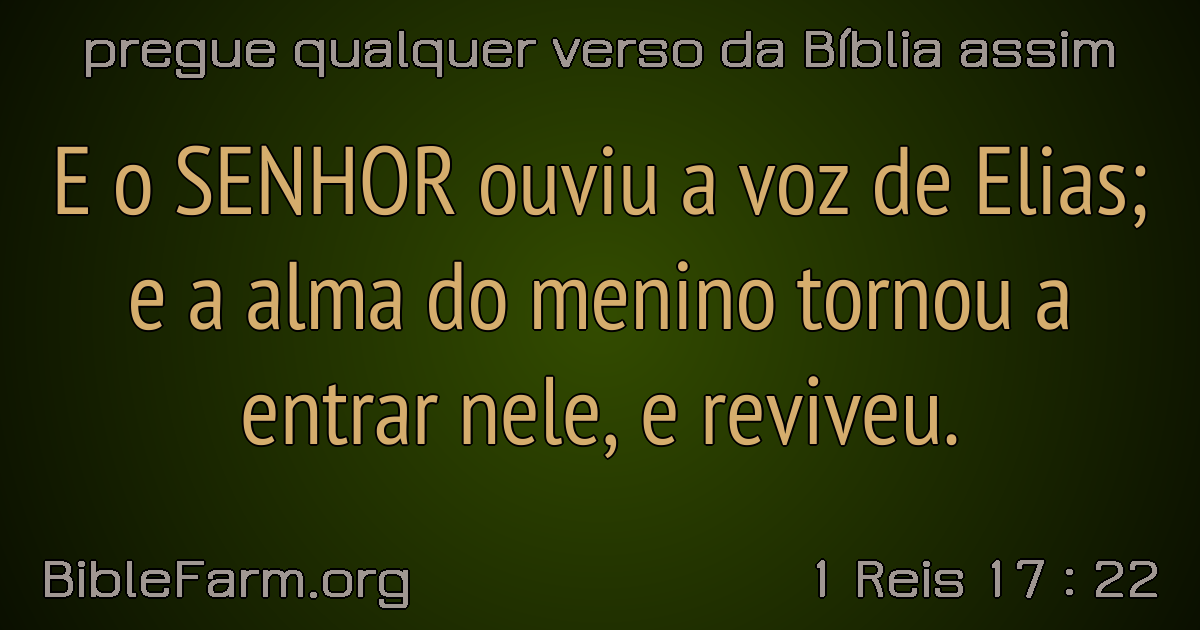 pregue qualquer verso da Bíblia assim
E o SENHOR ouviu a voz de Elias;
e a alma do menino tornou a
entrar nele, e reviveu.
BibleFarm.org
1 Reis 17 : 22